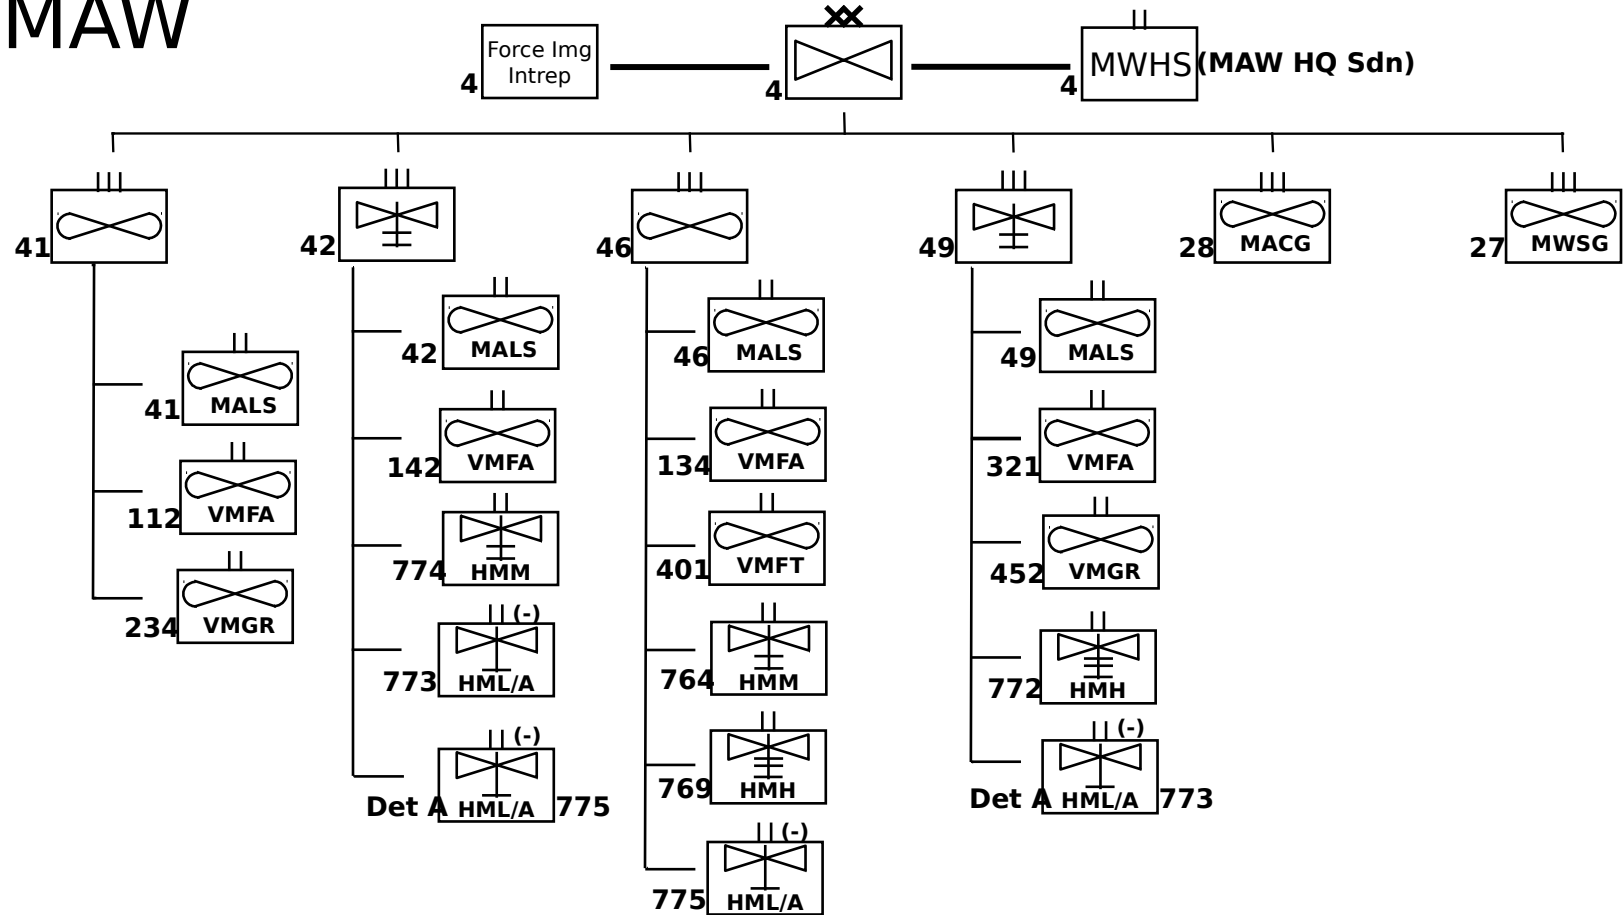 MAW
Force Img
Intrep
4
4
MWHS (MAW HQ Sdn)
4
41
42
46
49
MACG
28
MWSG
27
MALS
41
VMFA
112
VMGR
234
MALS
42
VMFA
142
HMM
774
(-)
HML/A
773
(-)
Det A HML/A 775
MALS
46
VMFA
134
VMFT
401
HMM
764
HMH
769
(-)
HML/A
775
MALS
49
VMFA
321
VMGR
452
HMH
772
(-)
Det A HML/A 773